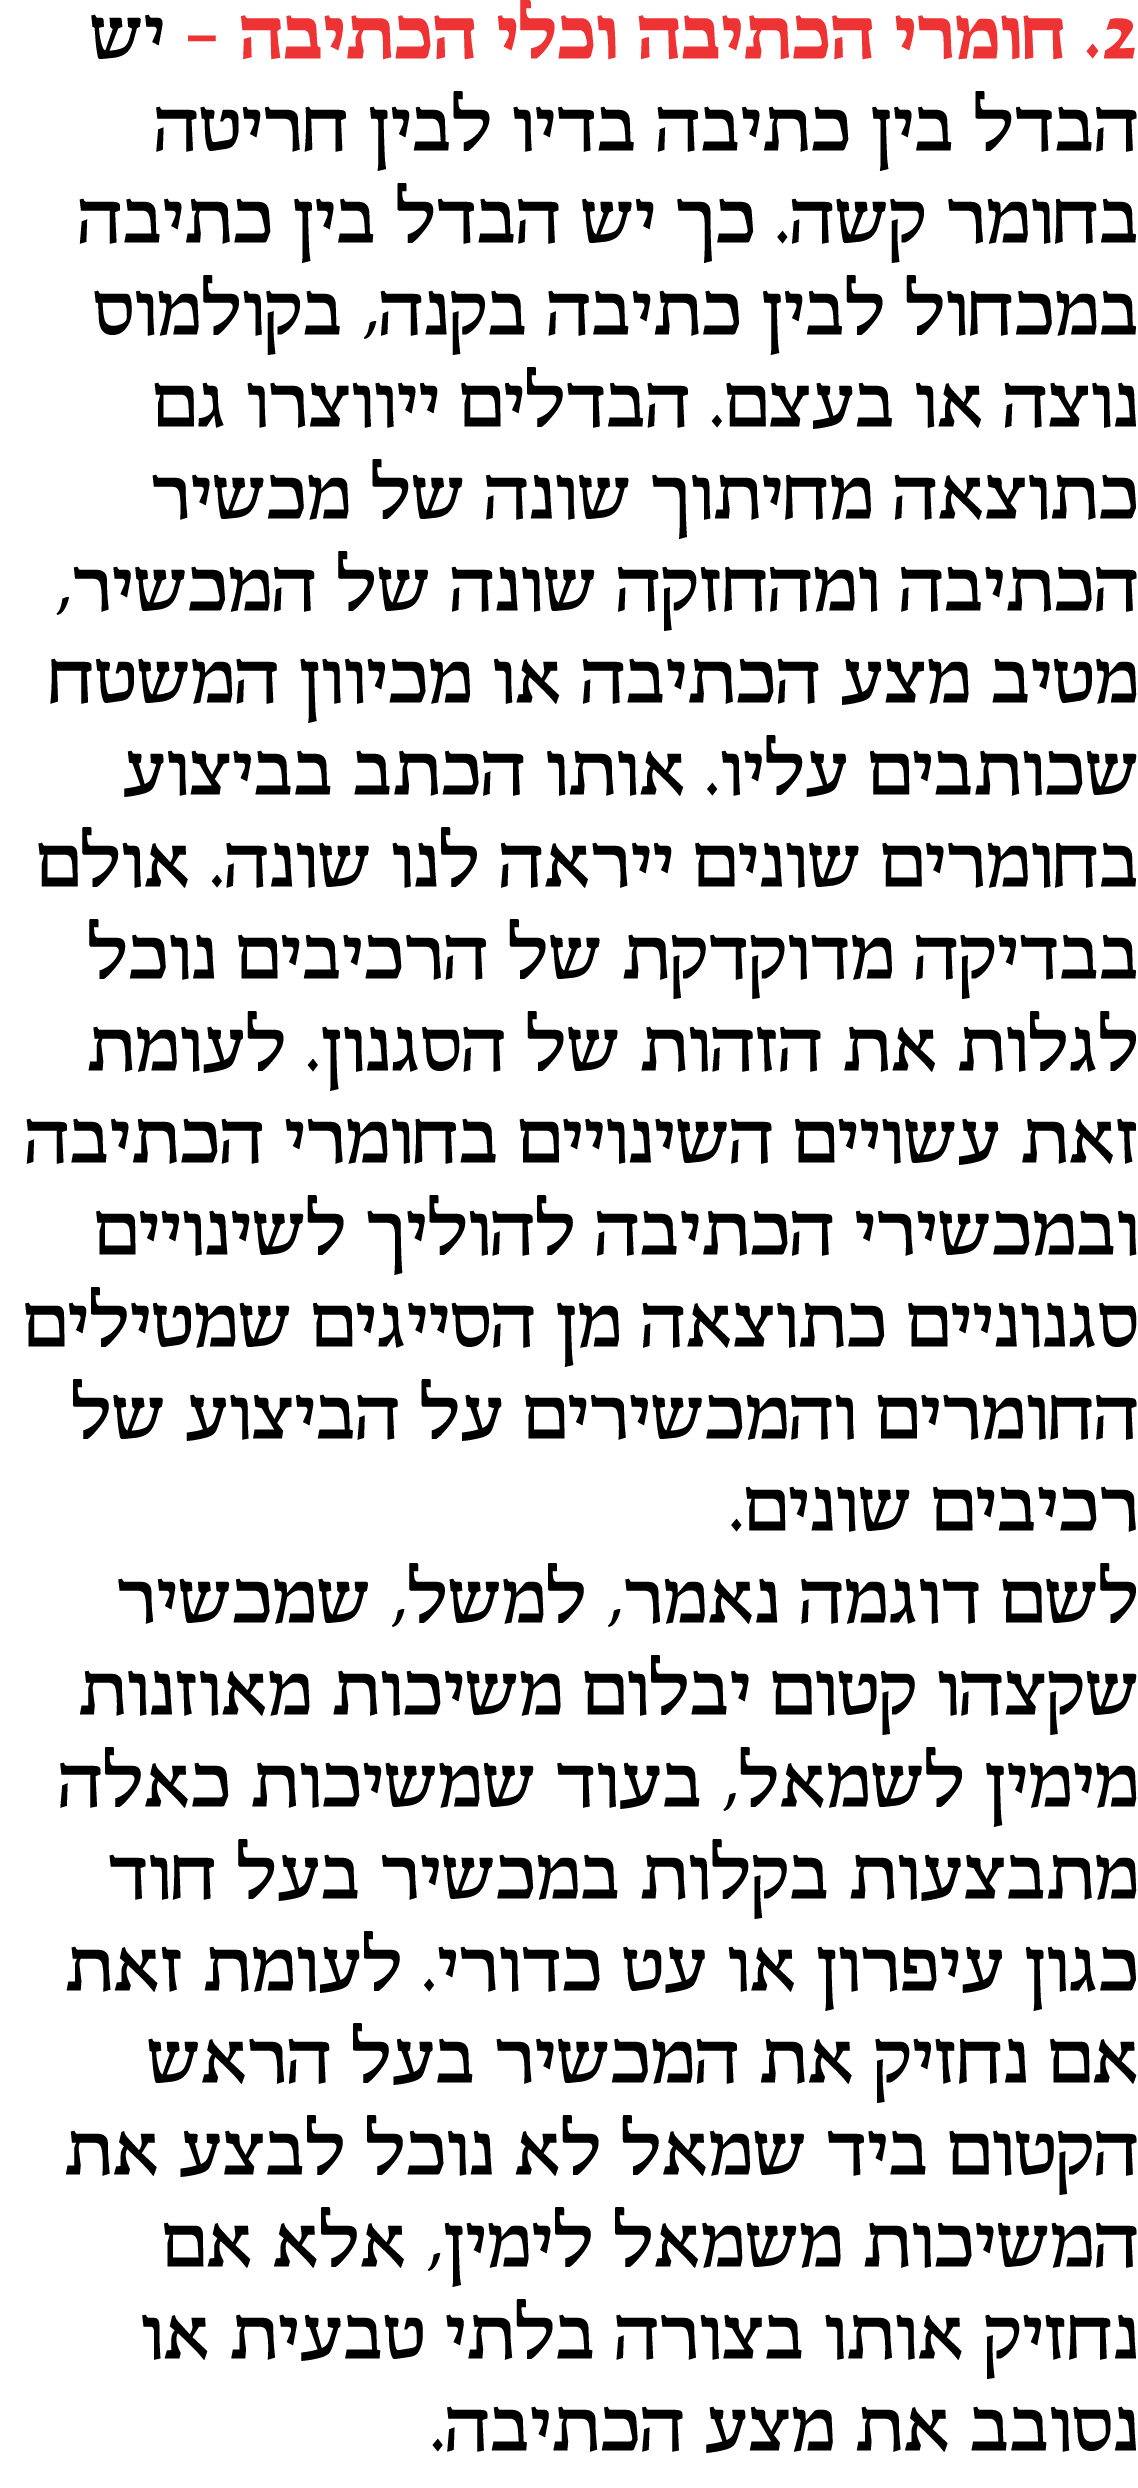 2. חומרי הכתיבה וכלי הכתיבה – יש
הבדל בין כתיבה בדיו לבין חריטה
בחומר קשה. כך יש הבדל בין כתיבה
במכחול לבין כתיבה בקנה, בקולמוס
נוצה או בעצם. הבדלים ייווצרו גם
כתוצאה מחיתוך שונה של מכשיר
הכתיבה ומהחזקה שונה של המכשיר,
מטיב מצע הכתיבה או מכיוון המשטח
שכותבים עליו. אותו הכתב בביצוע
בחומרים שונים ייראה לנו שונה. אולם
בבדיקה מדוקדקת של הרכיבים נוכל
לגלות את הזהות של הסגנון. לעומת
זאת עשויים השינויים בחומרי הכתיבה
ובמכשירי הכתיבה להוליך לשינויים
סגנוניים כתוצאה מן הסייגים שמטילים
החומרים והמכשירים על הביצוע של
רכיבים שונים.
לשם דוגמה נאמר, למשל, שמכשיר
שקצהו קטום יבלום משיכות מאוזנות
מימין לשמאל, בעוד שמשיכות כאלה
מתבצעות בקלות במכשיר בעל חוד
כגון עיפרון או עט כדורי. לעומת זאת
אם נחזיק את המכשיר בעל הראש
הקטום ביד שמאל לא נוכל לבצע את
המשיכות משמאל לימין, אלא אם
נחזיק אותו בצורה בלתי טבעית או
נסובב את מצע הכתיבה.